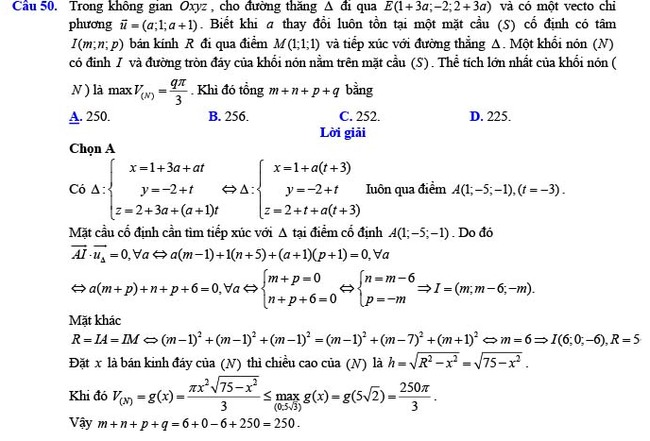 Câu 50. Trong không gian Oxyz, cho đường thẳng Δ đi qua E(1+3a;−2;2+3a) và có một vectơ chỉ
phương u⃗ = (a;1;a+1). Biết khi a thay đổi luôn tồn tại một mặt cầu (S) cố định có tâm
I(m;n;p) bán kính R đi qua điểm M(1;1;1) và tiếp xúc với đường thẳng Δ. Một khối nón (N)
có đỉnh I và đường tròn đáy của khối nón nằm trên mặt cầu (S). Thể tích lớn nhất của khối nón (
N) là maxV_(N) = qπ/3. Khi đó tổng m+n+p+q bằng
A. 250. B. 256. C. 252. D. 225.
Lời giải
Chọn A
Có Δ: { x=1+3a+at; y=−2+t; z=2+3a+(a+1)t ⇔ Δ: { x=1+a(t+3); y=−2+t; z=2+t+a(t+3) luôn qua điểm A(1;−5;−1),(t=−3).
Mặt cầu cố định cần tìm tiếp xúc với Δ tại điểm cố định A(1;−5;−1). Do đó
AI⃗.u⃗_Δ = 0,∀a ⇔ a(m−1)+1(n+5)+(a+1)(p+1)=0,∀a
⇔ a(m+p)+n+p+6=0,∀a ⇔ { m+p=0; n+p+6=0 ⇔ { n=m−6; p=−m ⇒ I=(m;m−6;−m).
Mặt khác
R=IA=IM ⇔ (m−1)²+(m−1)²+(m−1)²=(m−1)²+(m−7)²+(m+1)² ⇔ m=6 ⇒ I(6;0;−6),R=5
Đặt x là bán kính đáy của (N) thì chiều cao của (N) là h=√(R²−x²)=√(75−x²).
Khi đó V_(N)=g(x)=πx²√(75−x²)/3 ≤ max_(0;5√3) g(x)=g(5√2)=250π/3.
Vậy m+n+p+q=6+0−6+250=250.